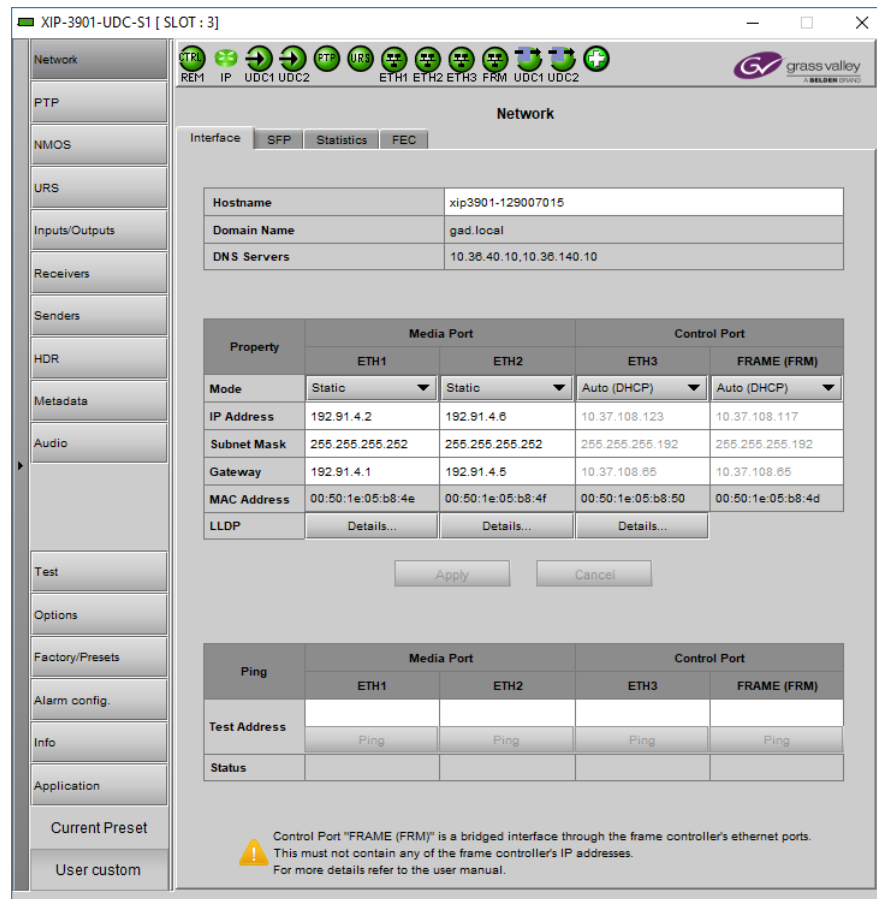 XIP-3901-UDC-S1 [ SLOT : 3]
Network
PTP
NMOS
URS
Inputs/Outputs
Receivers
Senders
HDR
Metadata
Audio
Test
Options
Factory/Presets
Alarm config.
Info
Application
Current Preset
User custom
CTRL PTP URS
REM IP UDC1 UDC2 ETH1 ETH2 ETH3 FRM UDC1 UDC2
GV grass valley
A BELDEN BRAND
Network
Interface SFP Statistics FEC
Hostname xip3901-129007015
Domain Name gad.local
DNS Servers 10.36.40.10,10.36.140.10
Property Media Port Control Port
ETH1 ETH2 ETH3 FRAME (FRM)
Mode Static Static Auto (DHCP) Auto (DHCP)
IP Address 192.91.4.2 192.91.4.6 10.37.108.123 10.37.108.117
Subnet Mask 255.255.255.252 255.255.255.252 255.255.255.192 255.255.255.192
Gateway 192.91.4.1 192.91.4.5 10.37.108.65 10.37.108.65
MAC Address 00:50:1e:05:b8:4e 00:50:1e:05:b8:4f 00:50:1e:05:b8:50 00:50:1e:05:b8:4d
LLDP Details... Details... Details...
Apply Cancel
Ping Media Port Control Port
ETH1 ETH2 ETH3 FRAME (FRM)
Test Address
Ping Ping Ping Ping
Status
Control Port "FRAME (FRM)" is a bridged interface through the frame controller's ethernet ports.
This must not contain any of the frame controller's IP addresses.
For more details refer to the user manual.